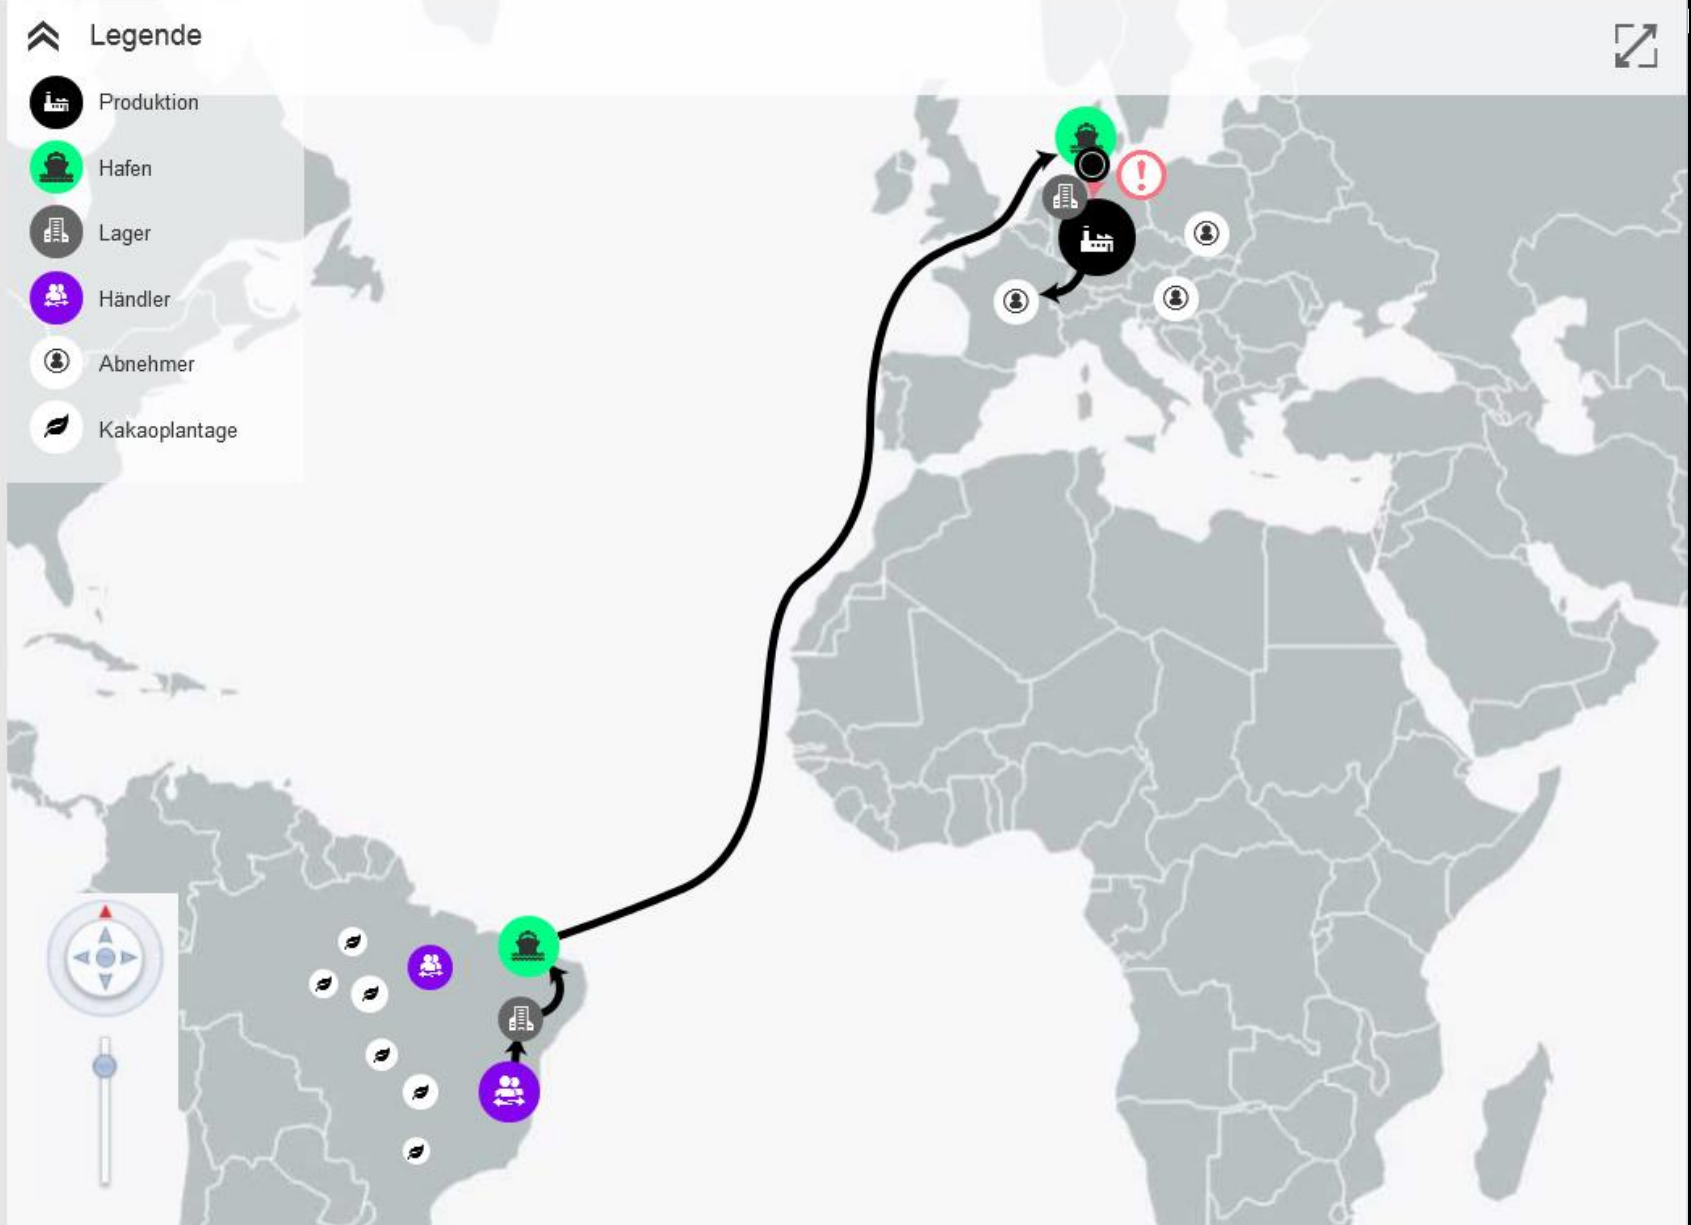 Legende
Produktion
Hafen
Lager
Händler
Abnehmer
Kakaoplantage